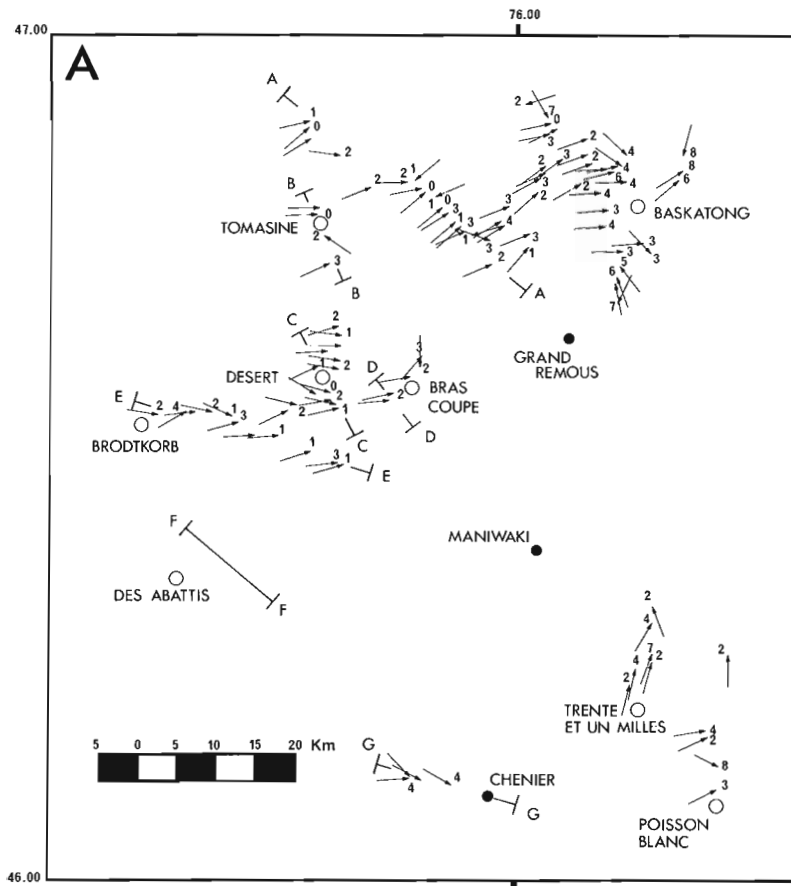 76.00
47.00
A
A
1
0
2
2
7
0
3
2
4
8
8
B
2
2
1
0
2
3
2
4
6
4
6
TOMASINE
0
2
0
1
3
1
3
3
4
2
4
3
4
BASKATONG
3
B
1
3
2
3
1
A
3
3
5
6
7
C
2
1
2
1
0
2
DESERT
D
3
1
2
2
BRAS
COUPE
D
GRAND
REMOUS
E
2
4
2
1
3
2
1
1
C
BRODTKORB
1
3
1
E
F
DES ABATTIS
F
MANIWAKI
2
4
7
4
2
2
2
TRENTE
ET UN MILLES
4
2
8
3
POISSON
BLANC
5
0
5
10
15
20
Km
G
4
4
CHENIER
G
46.00